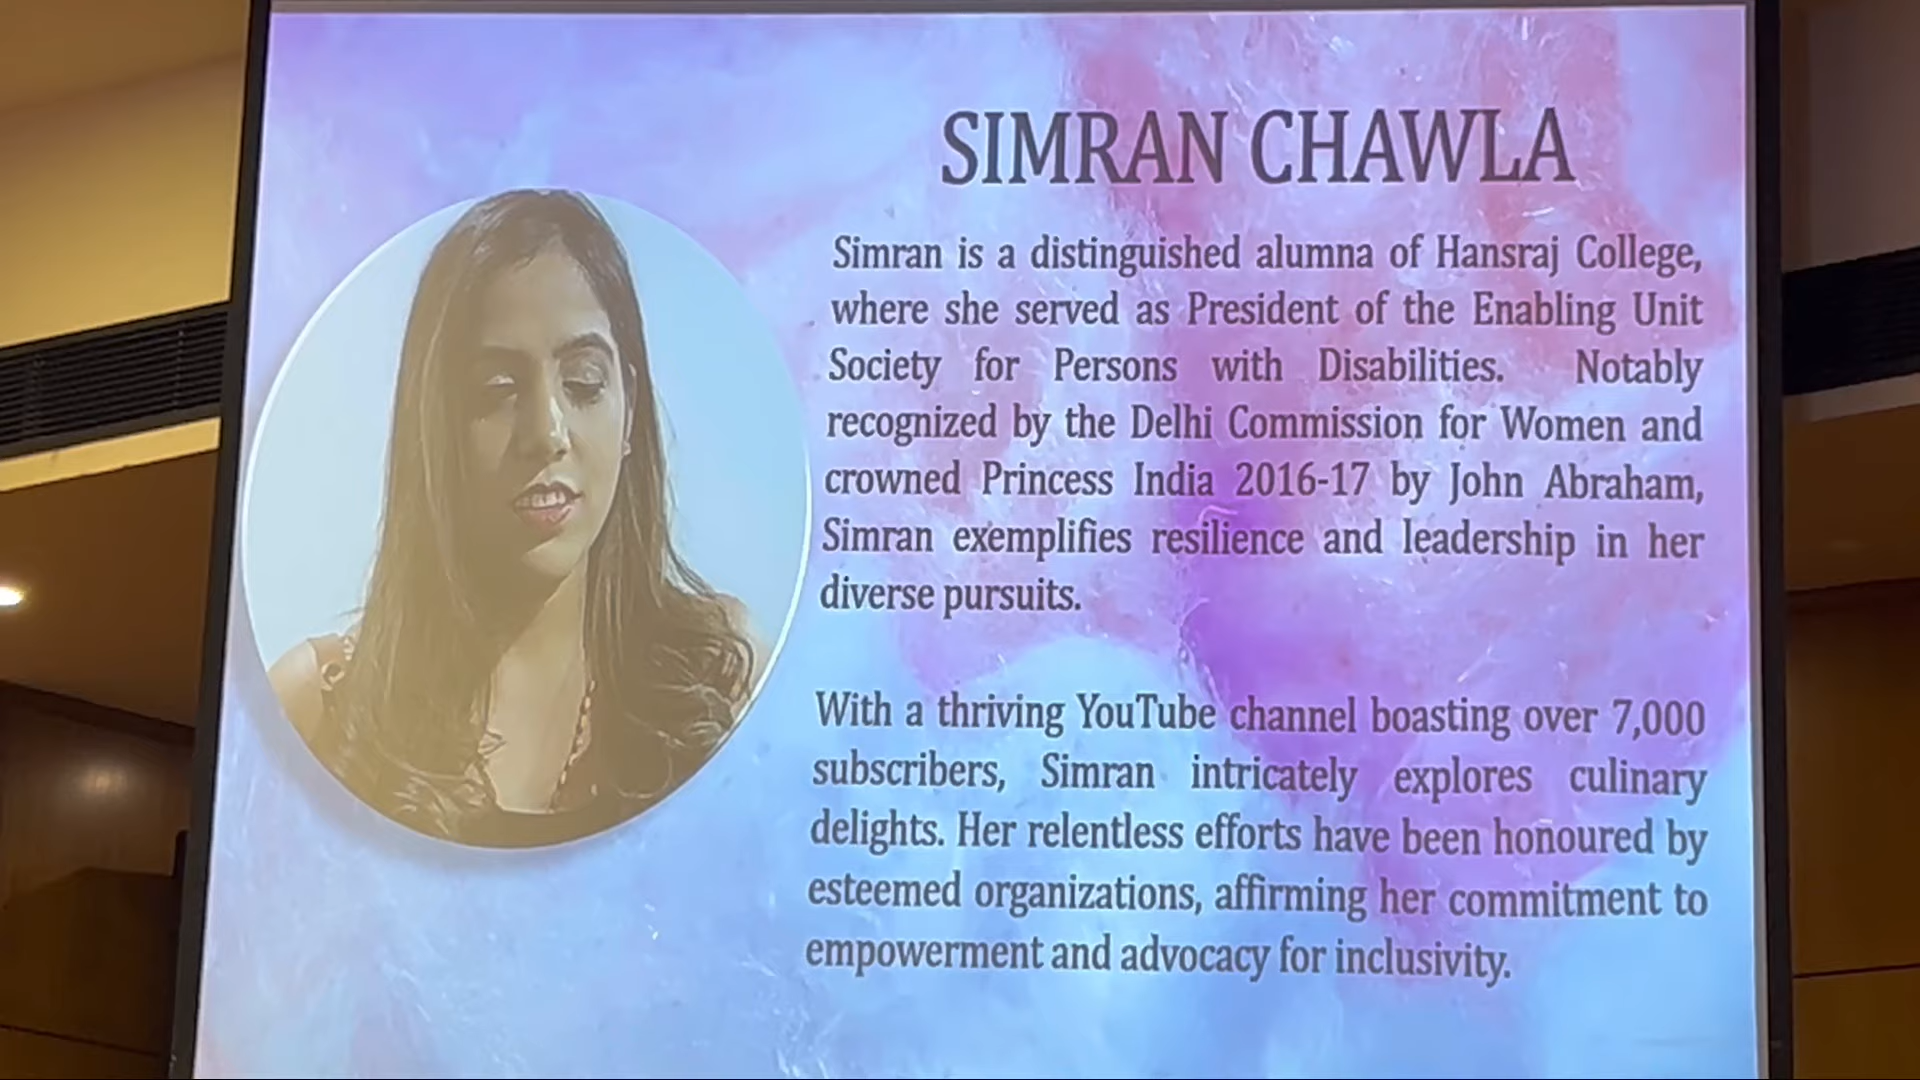 SIMRAN CHAWLA
Simran is a distinguished alumna of Hansraj College,
where she served as President of the Enabling Unit
Society for Persons with Disabilities. Notably
recognized by the Delhi Commission for Women and
crowned Princess India 2016-17 by John Abraham,
Simran exemplifies resilience and leadership in her
diverse pursuits.
With a thriving YouTube channel boasting over 7,000
subscribers, Simran intricately explores culinary
delights. Her relentless efforts have been honoured by
esteemed organizations, affirming her commitment to
empowerment and advocacy for inclusivity.